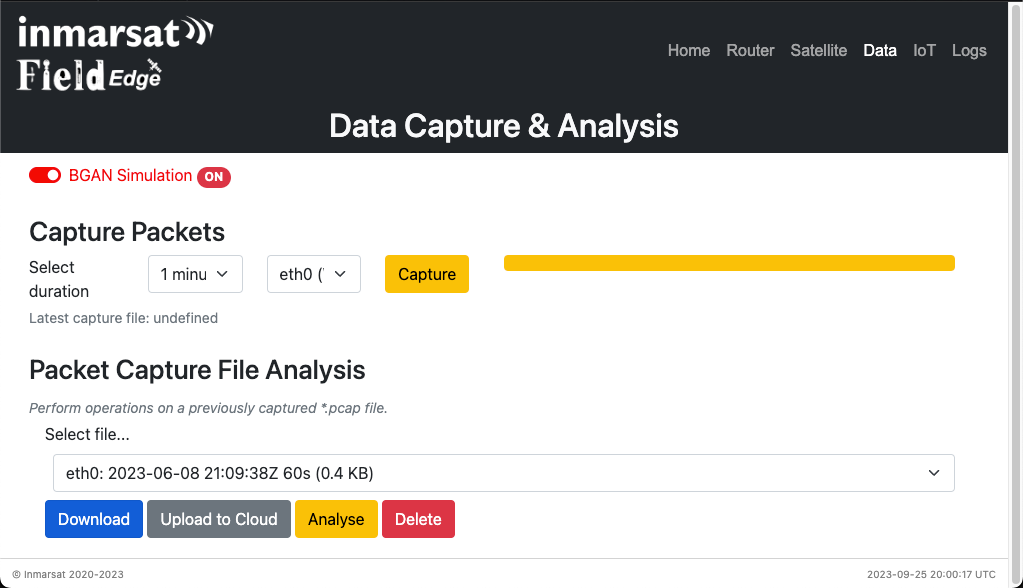 inmarsat
Field Edge
Home Router Satellite Data IoT Logs
Data Capture & Analysis
BGAN Simulation ON
Capture Packets
Select
duration
1 minu
eth0 (
Capture
Latest capture file: undefined
Packet Capture File Analysis
Perform operations on a previously captured *.pcap file.
Select file...
eth0: 2023-06-08 21:09:38Z 60s (0.4 KB)
Download Upload to Cloud Analyse Delete
© Inmarsat 2020-2023 2023-09-25 20:00:17 UTC